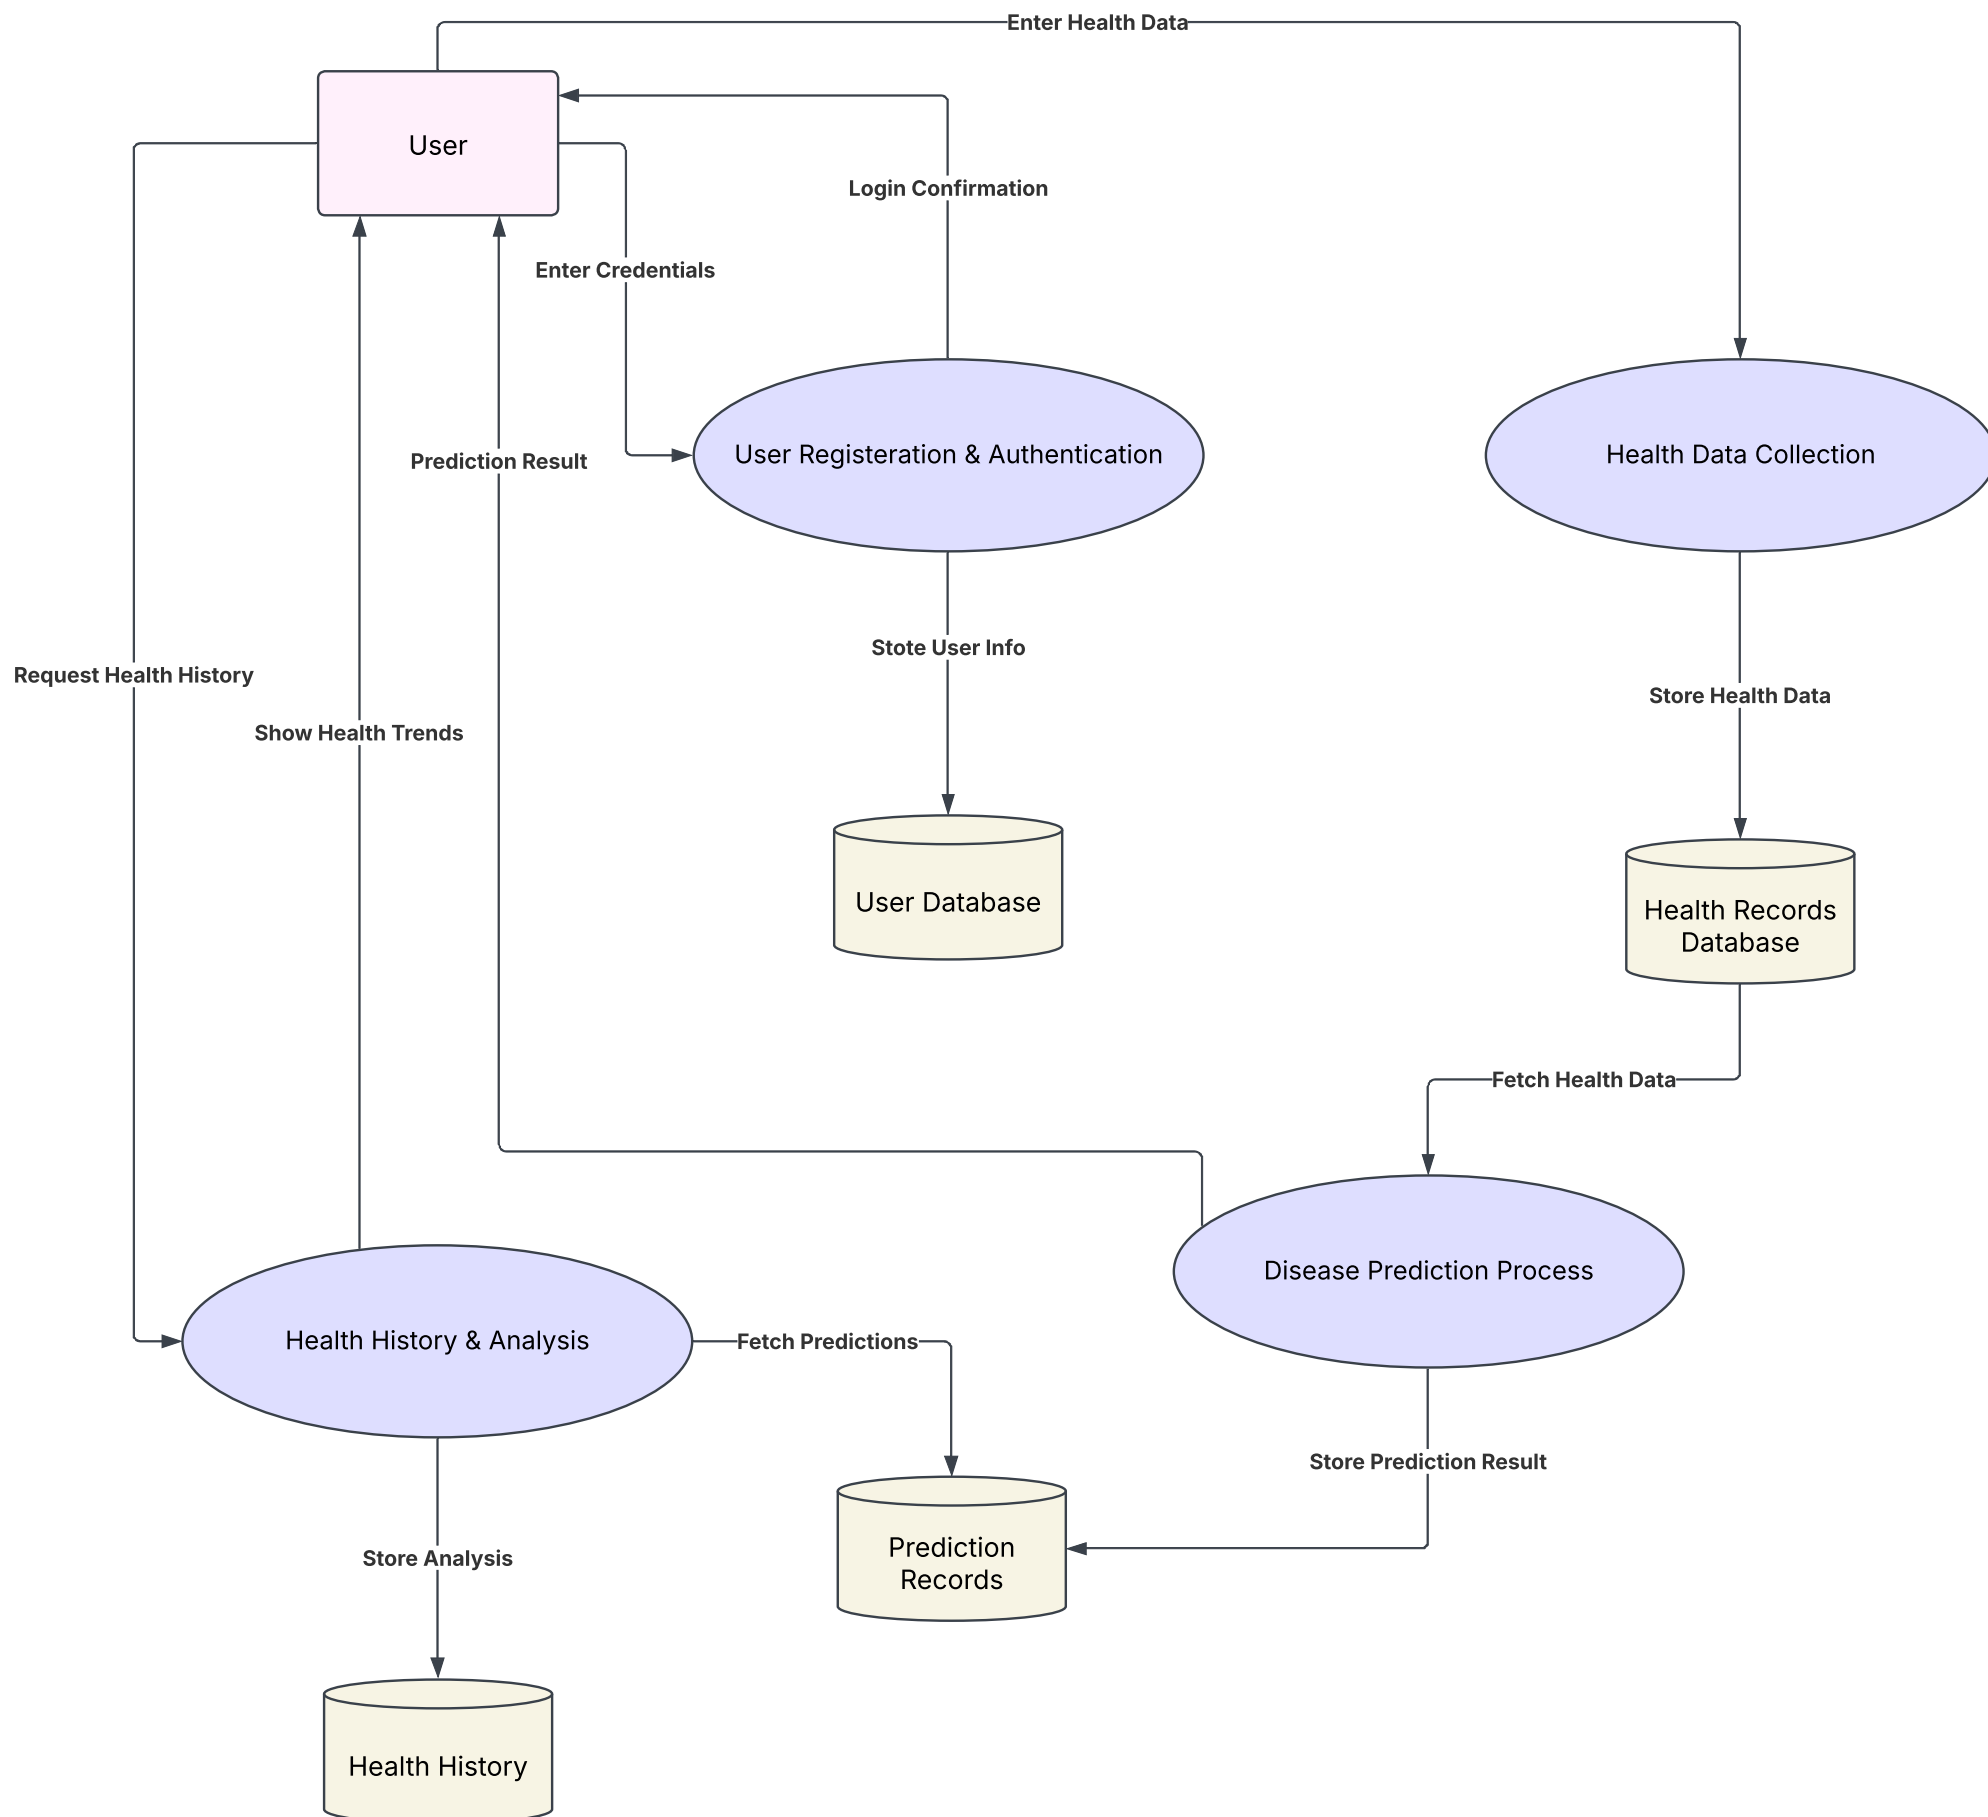 Enter Health Data
User
Login Confirmation
Enter Credentials
User Registeration & Authentication
Health Data Collection
Prediction Result
Stote User Info
Request Health History
Store Health Data
Show Health Trends
User Database
Health Records
Database
Fetch Health Data
Disease Prediction Process
Health History & Analysis
Fetch Predictions
Store Prediction Result
Prediction
Records
Store Analysis
Health History